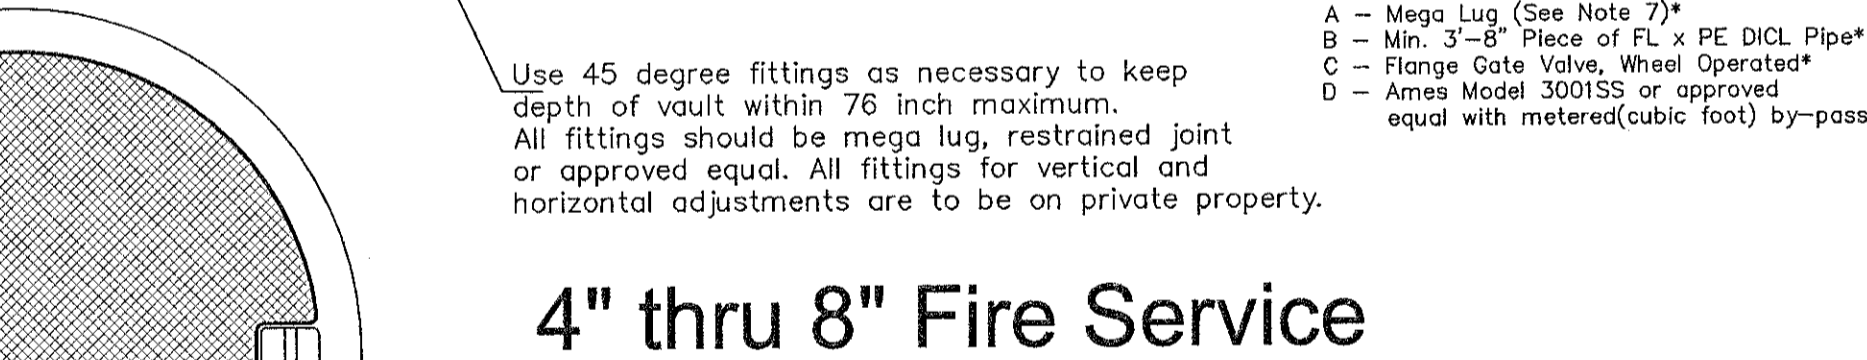 A – Mega Lug (See Note 7)*
B – Min. 3'–8" Piece of FL x PE DICL Pipe*
C – Flange Gate Valve, Wheel Operated*
D – Ames Model 3001SS or approved
equal with metered(cubic foot) by–pass
Use 45 degree fittings as necessary to keep
depth of vault within 76 inch maximum.
All fittings should be mega lug, restrained joint
or approved equal. All fittings for vertical and
horizontal adjustments are to be on private property.
4" thru 8" Fire Service